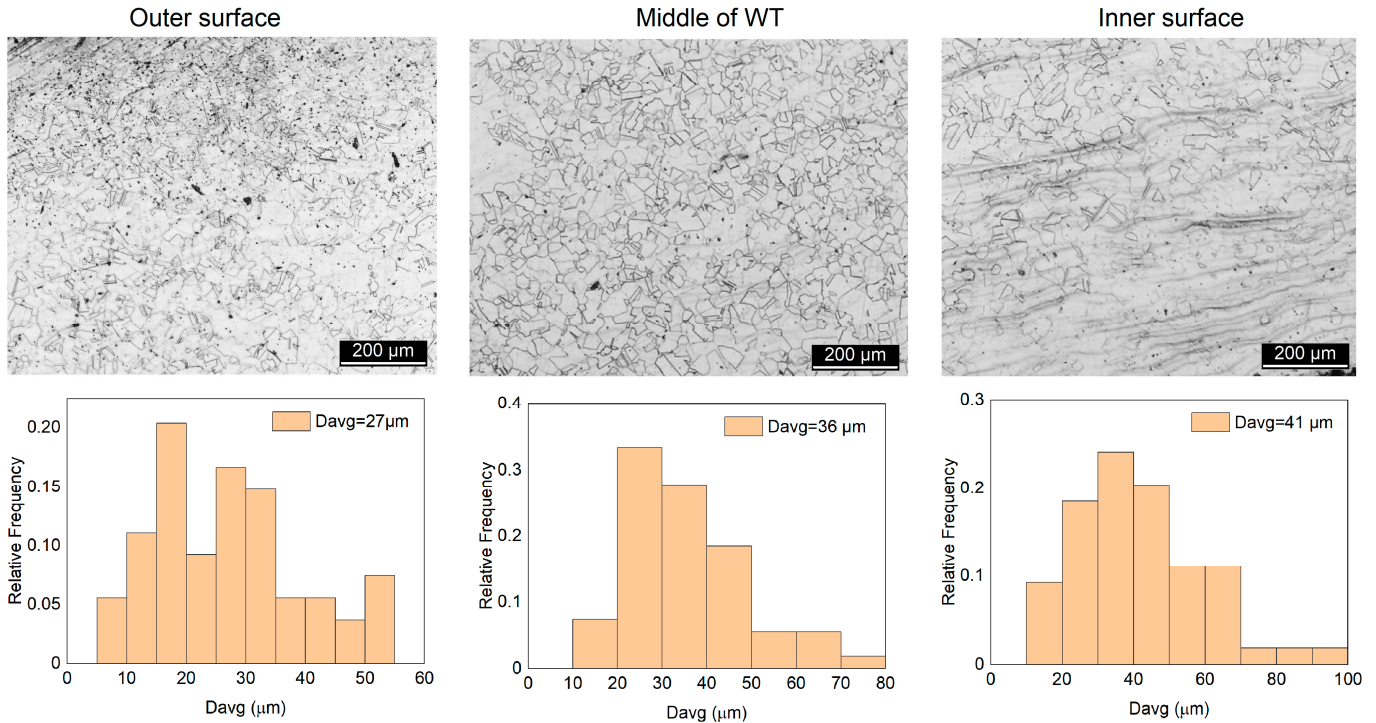 Outer surface
Middle of WT
Inner surface
200 µm
200 µm
200 µm
Davg=27µm
0.20
0.15
0.10
0.05
0
Relative Frequency
0 10 20 30 40 50 60
Davg (µm)
Davg=36 µm
0.4
0.3
0.2
0.1
0
Relative Frequency
0 10 20 30 40 50 60 70 80
Davg (µm)
Davg=41 µm
0.3
0.2
0.1
0
Relative Frequency
0 20 40 60 80 100
Davg (µm)